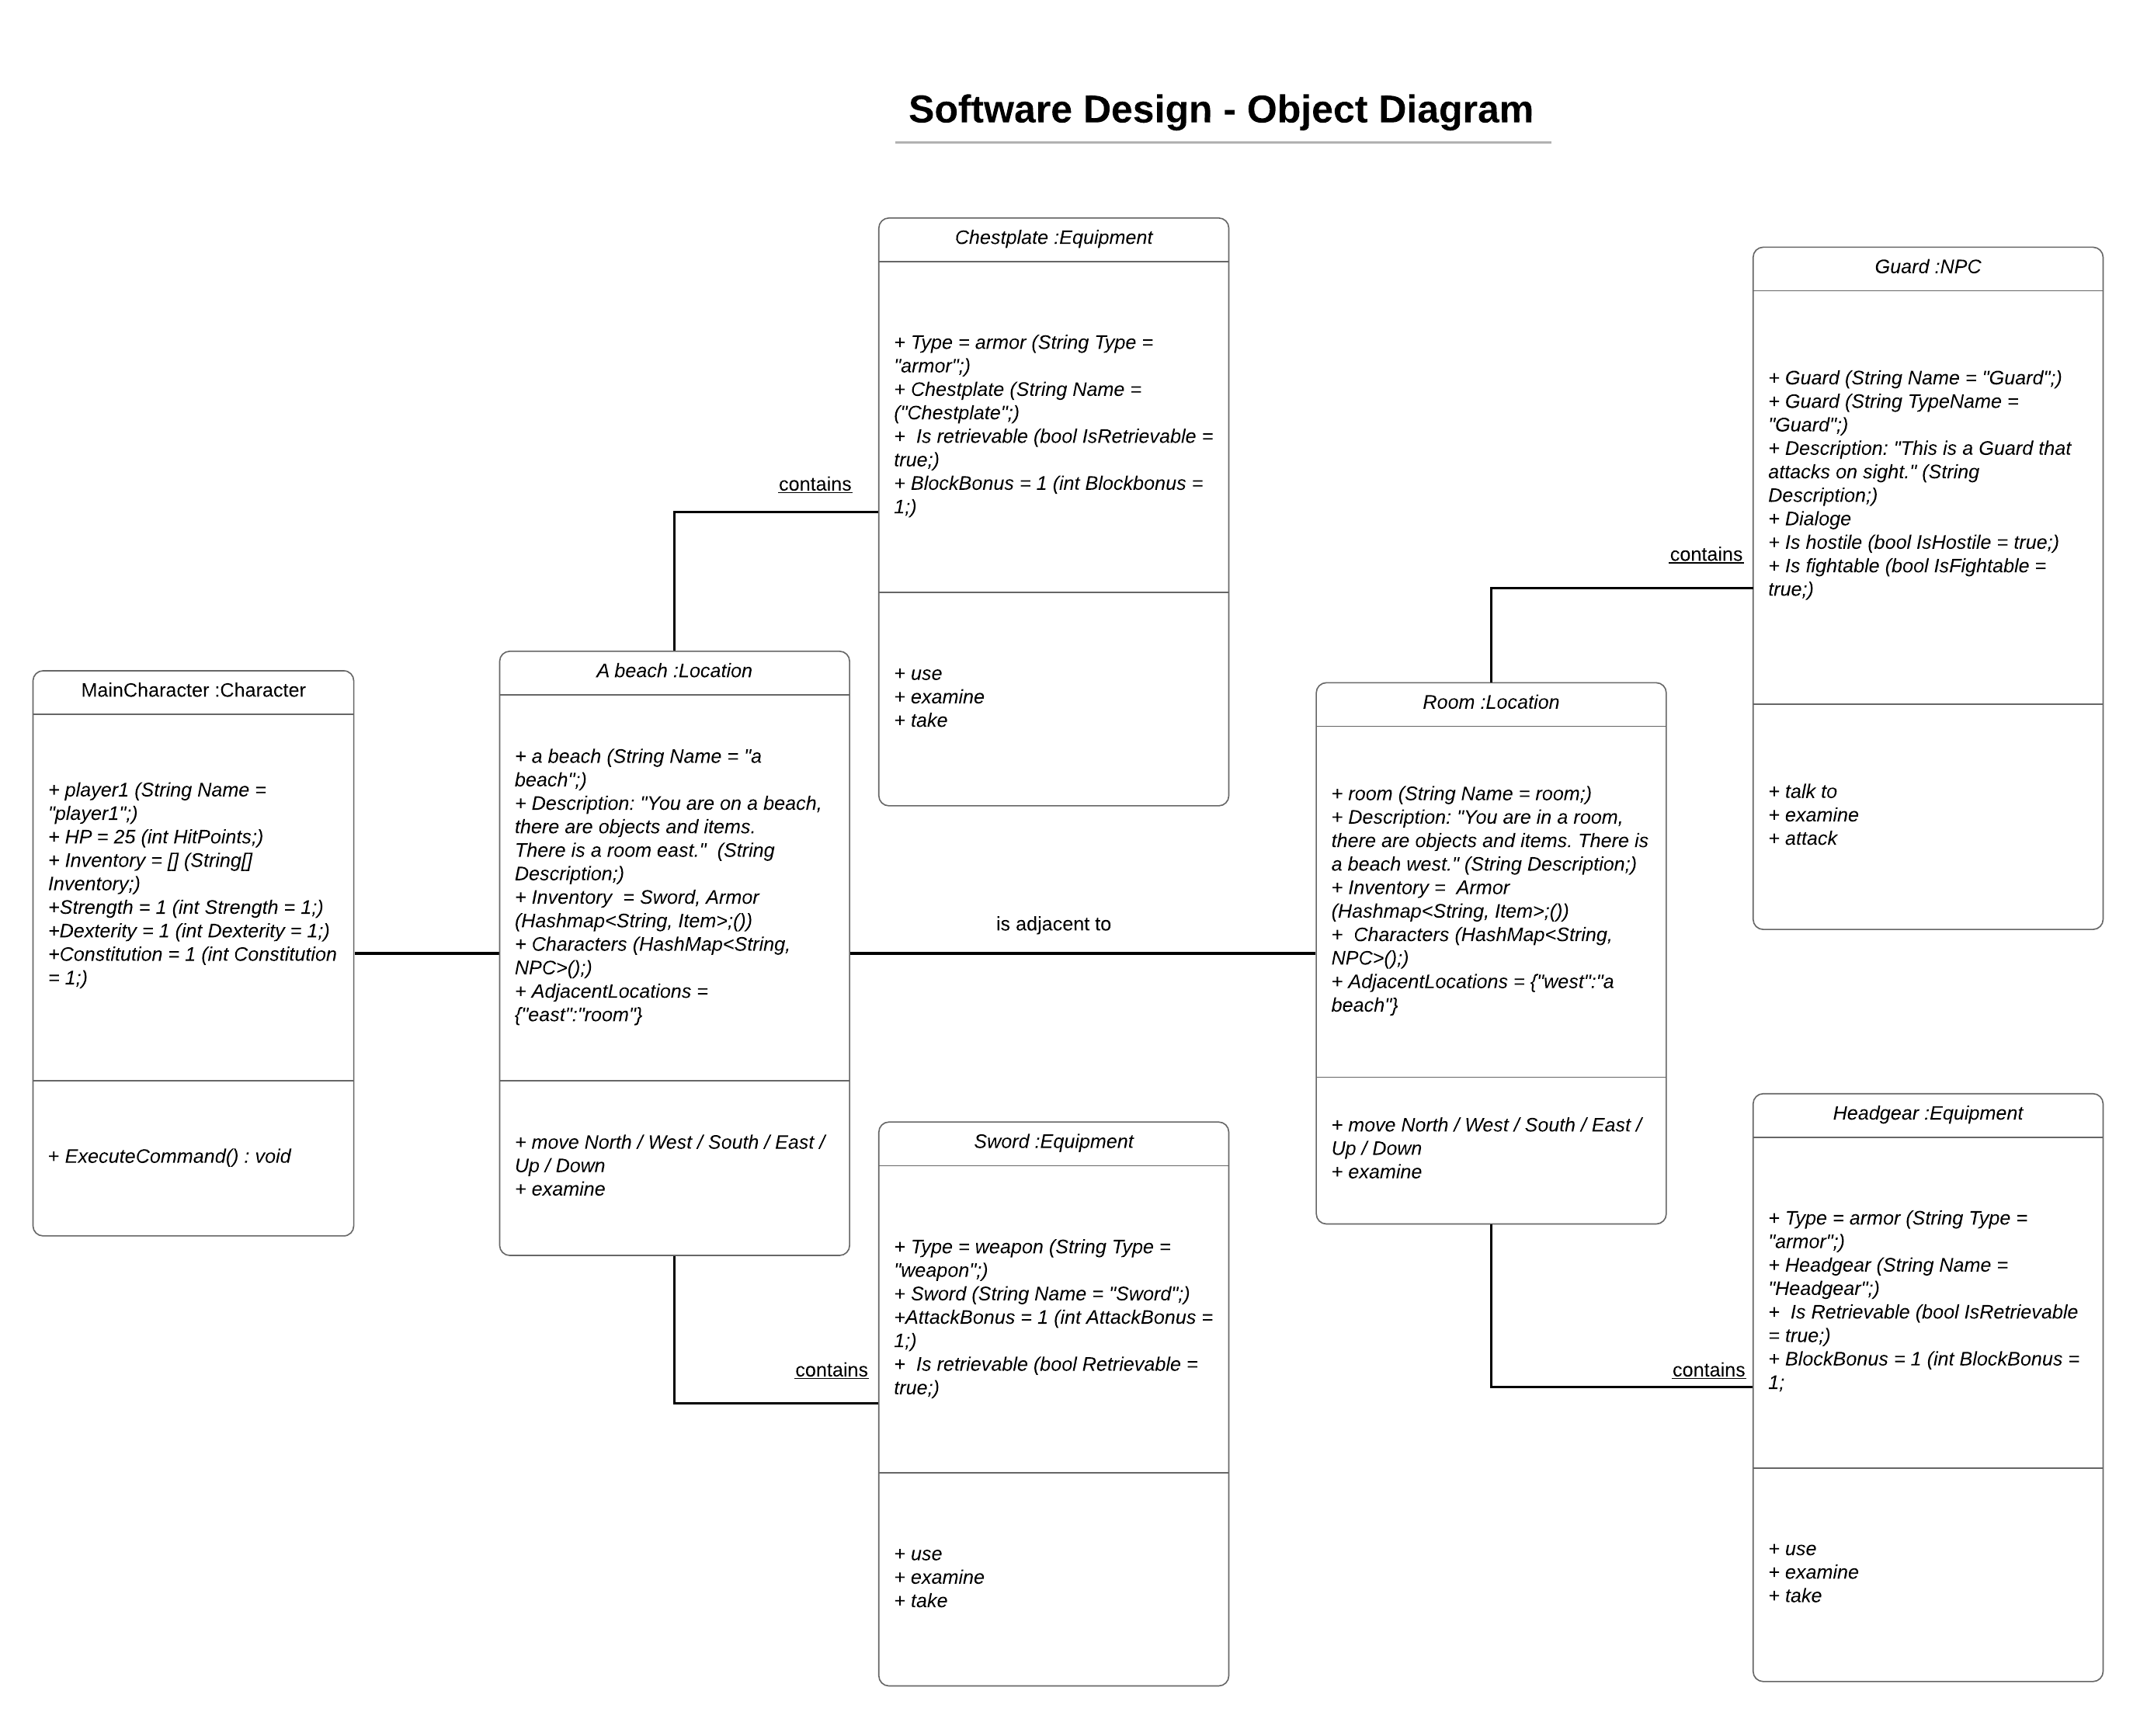 Software Design - Object Diagram
Chestplate :Equipment
+ Type = armor (String Type =
"armor";)
+ Chestplate (String Name =
("Chestplate";)
+  Is retrievable (bool IsRetrievable =
true;)
+ BlockBonus = 1 (int Blockbonus =
1;)
+ use
+ examine
+ take
Guard :NPC
+ Guard (String Name = "Guard";)
+ Guard (String TypeName =
"Guard";)
+ Description: "This is a Guard that
attacks on sight." (String
Description;)
+ Dialoge
+ Is hostile (bool IsHostile = true;)
+ Is fightable (bool IsFightable =
true;)
+ talk to
+ examine
+ attack
contains
contains
MainCharacter :Character
+ player1 (String Name =
"player1";)
+ HP = 25 (int HitPoints;)
+ Inventory = [] (String[]
Inventory;)
+Strength = 1 (int Strength = 1;)
+Dexterity = 1 (int Dexterity = 1;)
+Constitution = 1 (int Constitution
= 1;)
+ ExecuteCommand() : void
A beach :Location
+ a beach (String Name = "a
beach";)
+ Description: "You are on a beach,
there are objects and items.
There is a room east."  (String
Description;)
+ Inventory  = Sword, Armor
(Hashmap<String, Item>;())
+ Characters (HashMap<String,
NPC>();)
+ AdjacentLocations =
{"east":"room"}
+ move North / West / South / East /
Up / Down
+ examine
is adjacent to
Room :Location
+ room (String Name = room;)
+ Description: "You are in a room,
there are objects and items. There is
a beach west." (String Description;)
+ Inventory =  Armor
(Hashmap<String, Item>;())
+  Characters (HashMap<String,
NPC>();)
+ AdjacentLocations = {"west":"a
beach"}
+ move North / West / South / East /
Up / Down
+ examine
contains
Sword :Equipment
+ Type = weapon (String Type =
"weapon";)
+ Sword (String Name = "Sword";)
+AttackBonus = 1 (int AttackBonus =
1;)
+  Is retrievable (bool Retrievable =
true;)
+ use
+ examine
+ take
contains
Headgear :Equipment
+ Type = armor (String Type =
"armor";)
+ Headgear (String Name =
"Headgear";)
+  Is Retrievable (bool IsRetrievable
= true;)
+ BlockBonus = 1 (int BlockBonus =
1;
+ use
+ examine
+ take